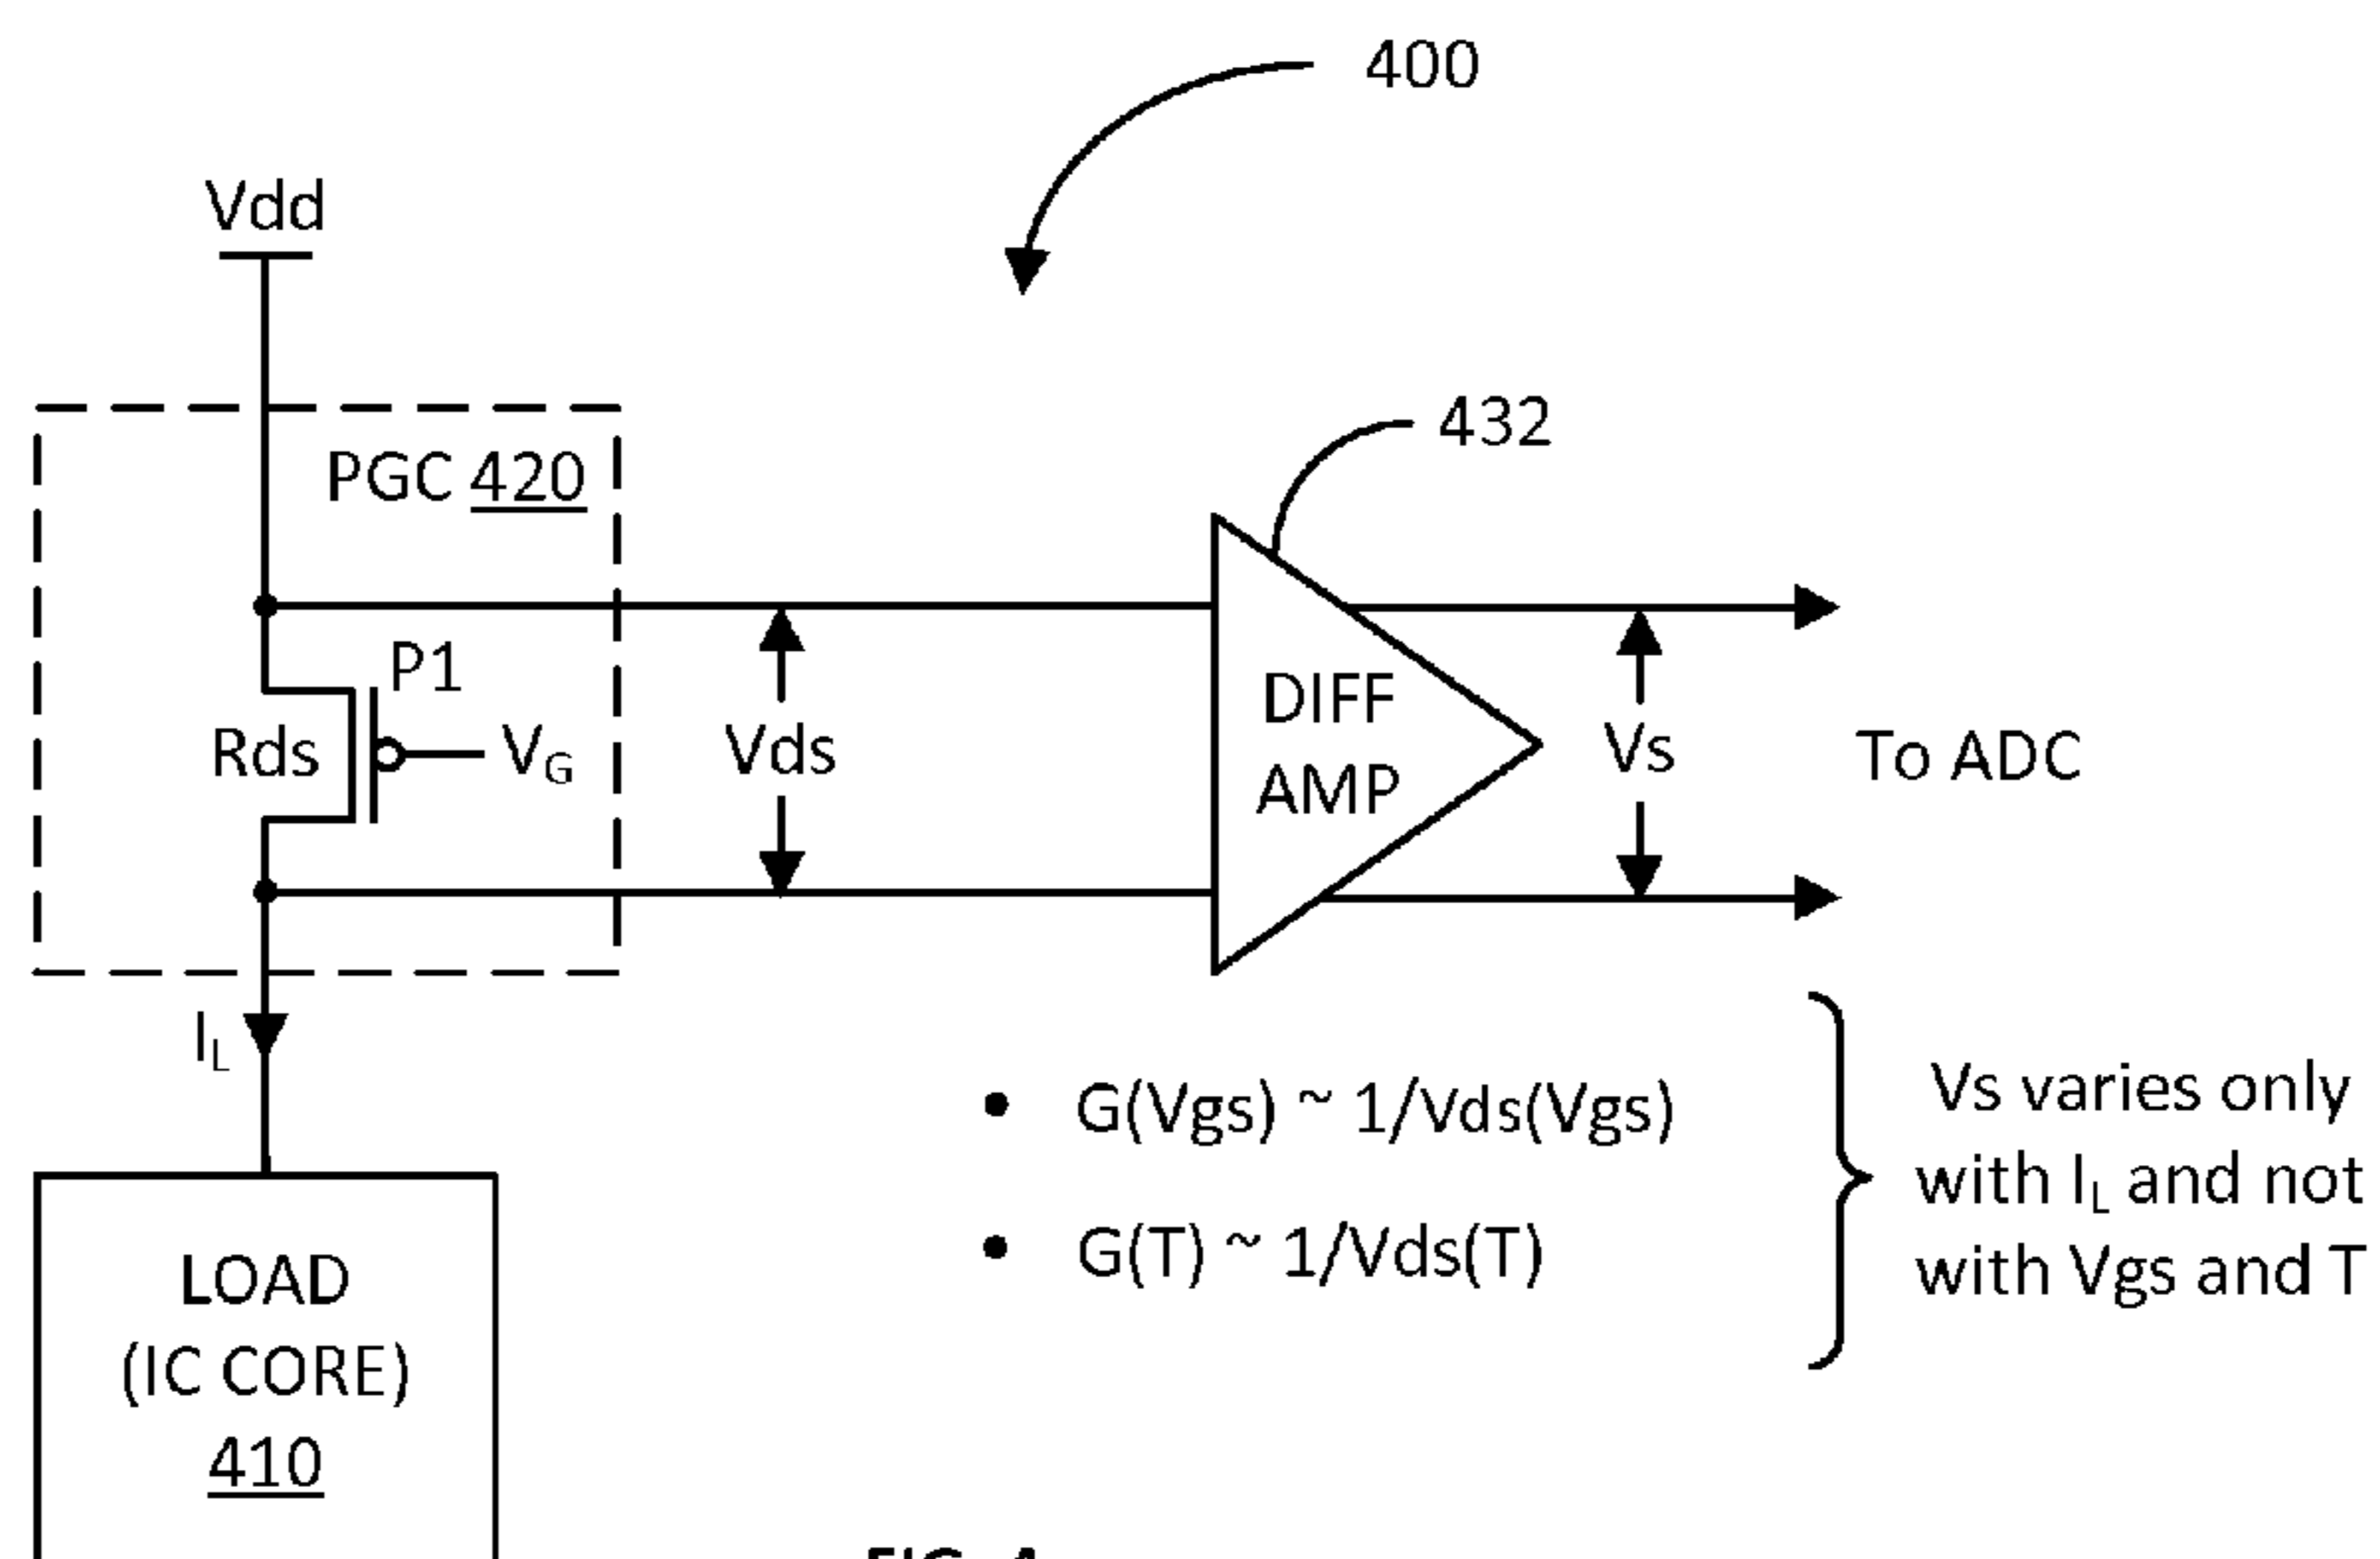 400
Vdd
432
PGC 420
P1
Rds
VG
Vds
DIFF
AMP
Vs
To ADC
IL
• G(Vgs) ~ 1/Vds(Vgs)
• G(T) ~ 1/Vds(T)
Vs varies only
with IL and not
with Vgs and T
LOAD
(IC CORE)
410